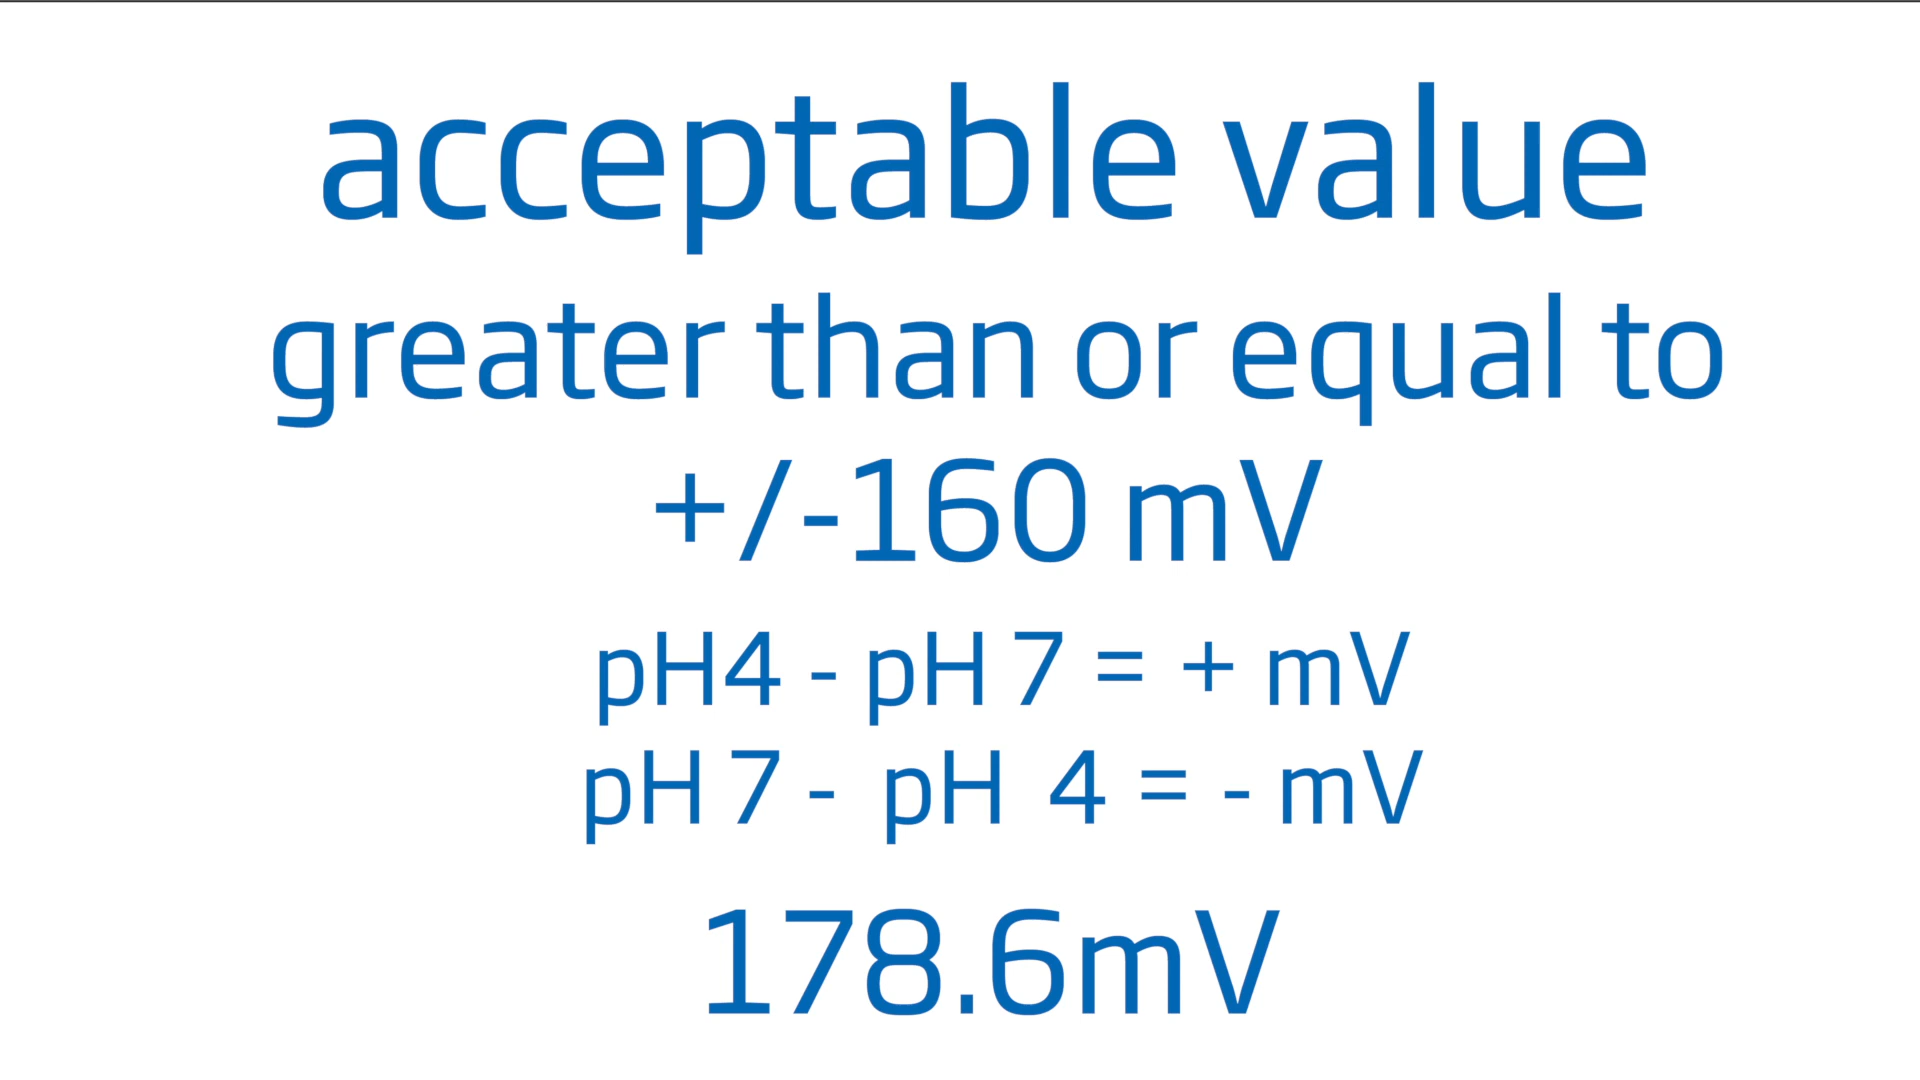 acceptable value
greater than or equal to
+/-160 mV
pH4 - pH 7 = + mV
pH 7 - pH 4 = - mV
178.6mV